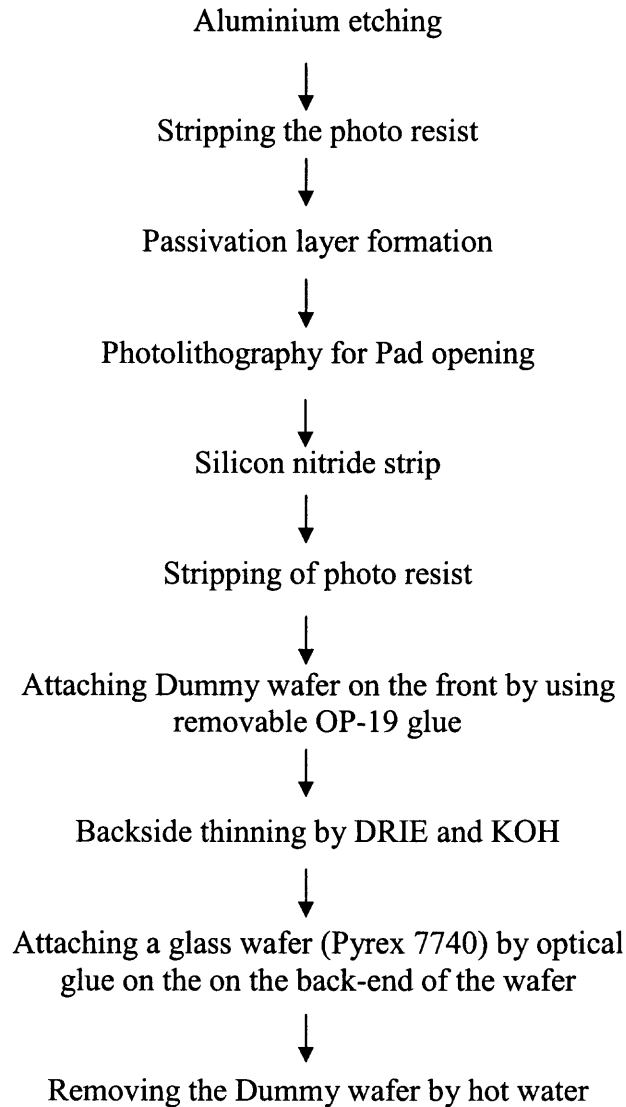 Aluminium etching
Stripping the photo resist
Passivation layer formation
Photolithography for Pad opening
Silicon nitride strip
Stripping of photo resist
Attaching Dummy wafer on the front by using
removable OP-19 glue
Backside thinning by DRIE and KOH
Attaching a glass wafer (Pyrex 7740) by optical
glue on the on the back-end of the wafer
Removing the Dummy wafer by hot water